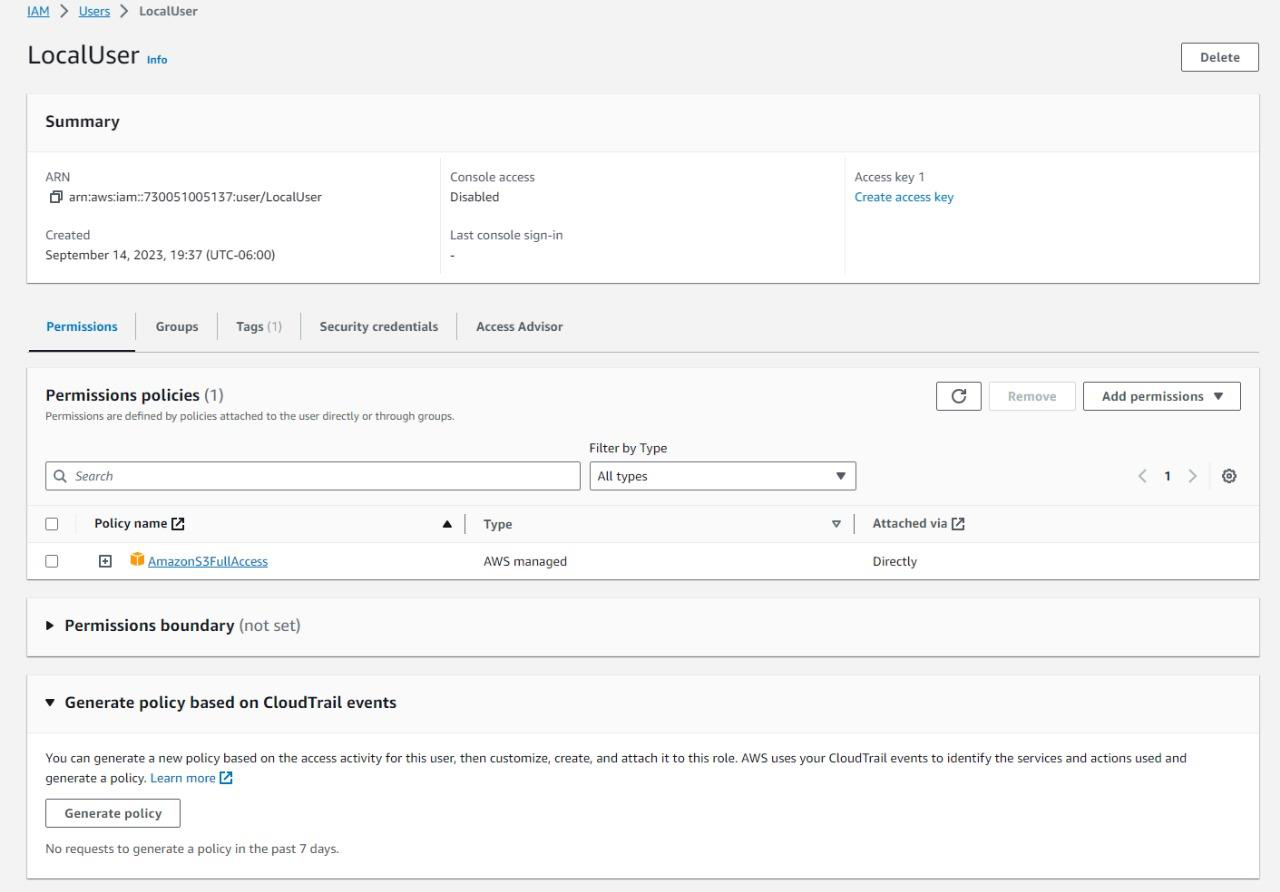 IAM > Users > LocalUser
LocalUser Info
Delete
Summary
ARN
arn:aws:iam::730051005137:user/LocalUser
Created
September 14, 2023, 19:37 (UTC-06:00)
Console access
Disabled
Last console sign-in
-
Access key 1
Create access key
Permissions Groups Tags (1) Security credentials Access Advisor
Permissions policies (1)
Permissions are defined by policies attached to the user directly or through groups.
Remove
Add permissions
Filter by Type
Search
All types
1
Policy name Type Attached via
AmazonS3FullAccess AWS managed Directly
Permissions boundary (not set)
Generate policy based on CloudTrail events
You can generate a new policy based on the access activity for this user, then customize, create, and attach it to this role. AWS uses your CloudTrail events to identify the services and actions used and
generate a policy. Learn more
Generate policy
No requests to generate a policy in the past 7 days.